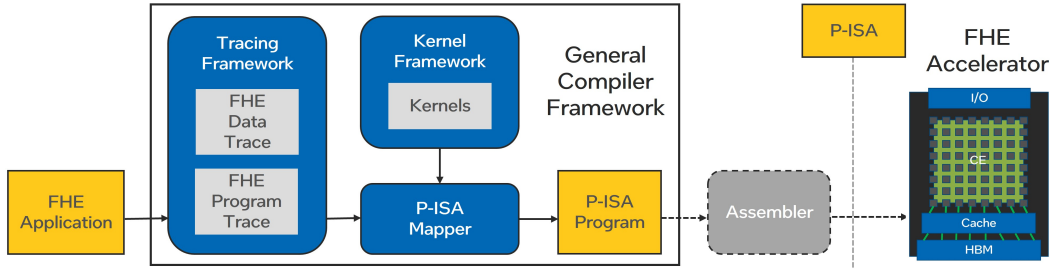 Tracing
Framework
FHE
Data
Trace
FHE
Program
Trace
Kernel
Framework
Kernels
General
Compiler
Framework
P-ISA
FHE
Accelerator
I/O
CE
Cache
HBM
FHE
Application
P-ISA
Mapper
P-ISA
Program
Assembler